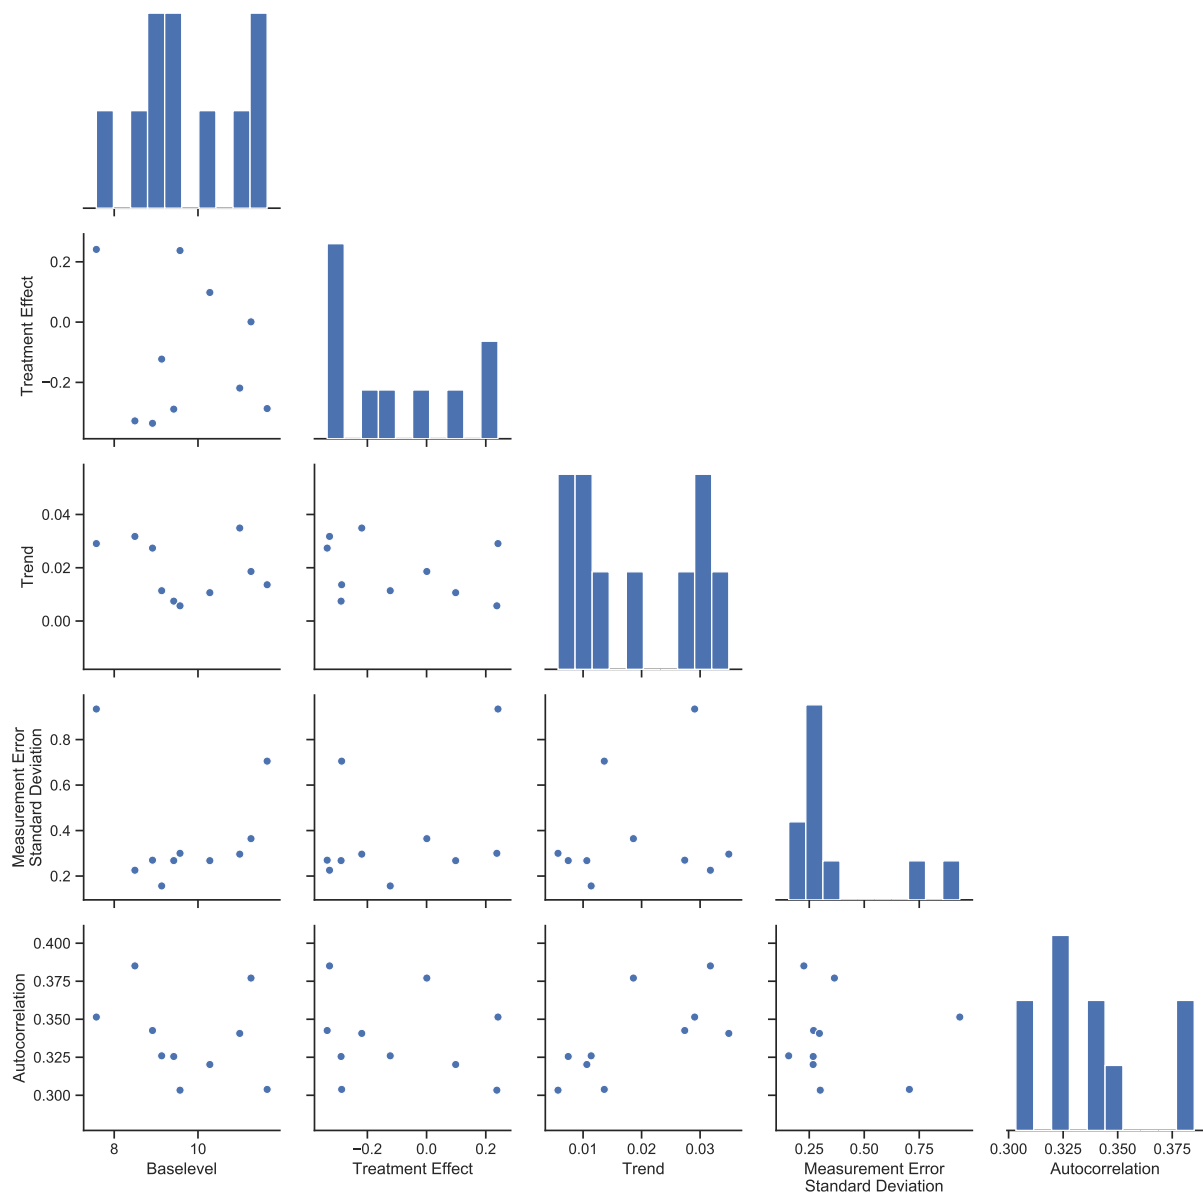 0.2
0.0
−0.2
Treatment Effect
0.04
0.02
0.00
Trend
0.8
0.6
0.4
0.2
Measurement Error
Standard Deviation
0.400
0.375
0.350
0.325
0.300
Autocorrelation
8 10
Baselevel
−0.2 0.0 0.2
Treatment Effect
0.01 0.02 0.03
Trend
0.25 0.50 0.75
Measurement Error
Standard Deviation
0.300 0.325 0.350 0.375
Autocorrelation